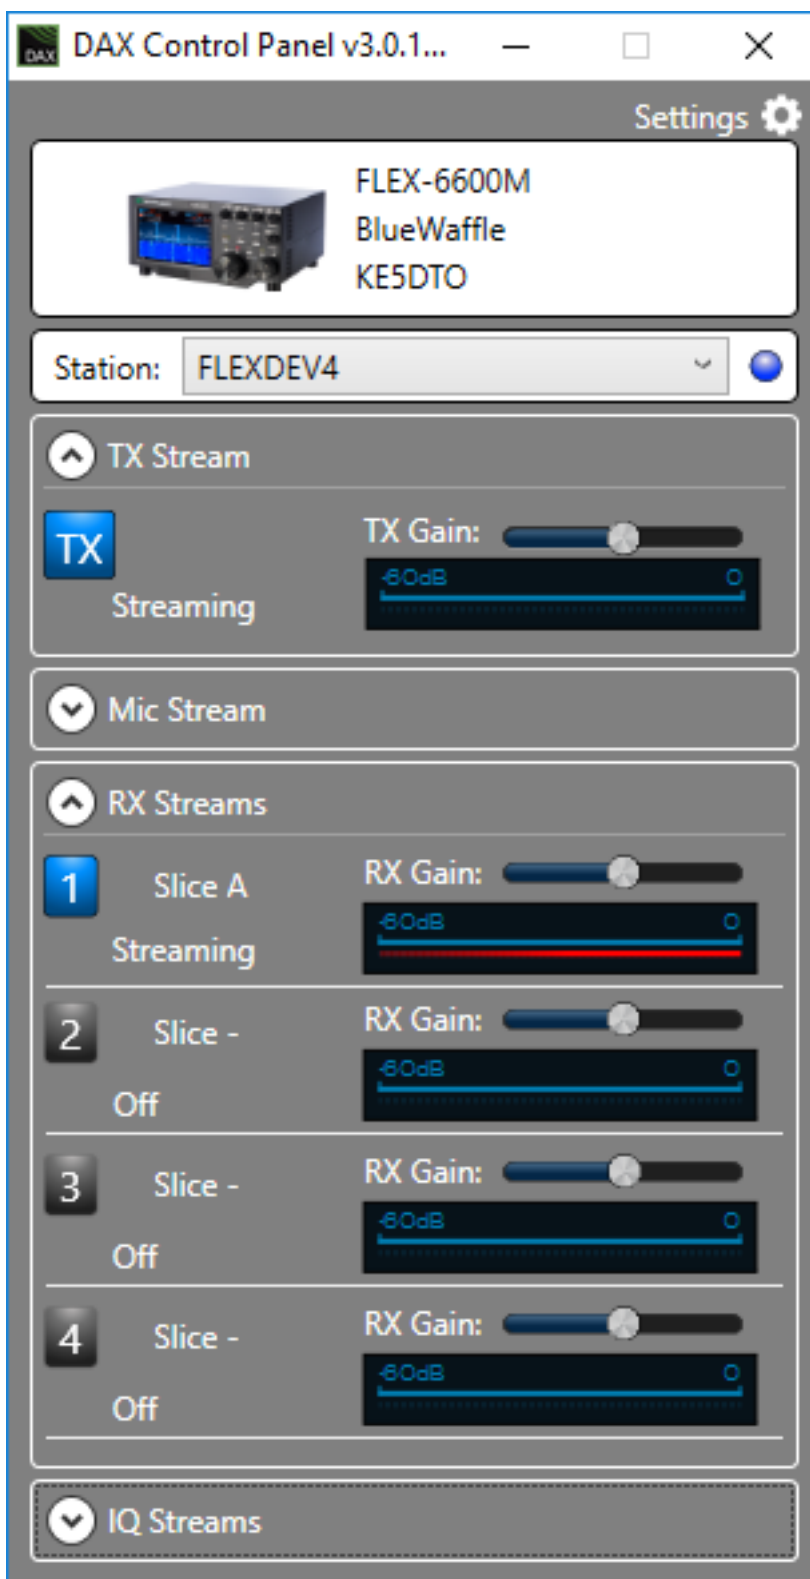 DAX DAX Control Panel v3.0.1...
Settings
FLEX-6600M
BlueWaffle
KE5DTO
Station: FLEXDEV4
TX Stream
TX TX Gain:
-60dB 0
Streaming
Mic Stream
RX Streams
1 Slice A RX Gain:
-60dB 0
Streaming
2 Slice - RX Gain:
-60dB 0
Off
3 Slice - RX Gain:
-60dB 0
Off
4 Slice - RX Gain:
-60dB 0
Off
IQ Streams